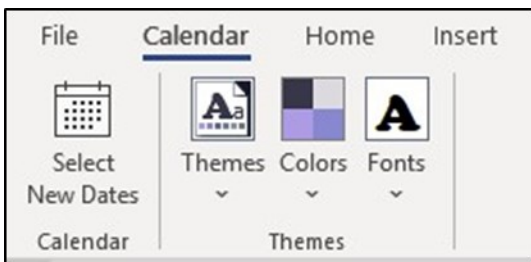 File Calendar Home Insert
Select
New Dates
Themes Colors Fonts
Calendar Themes